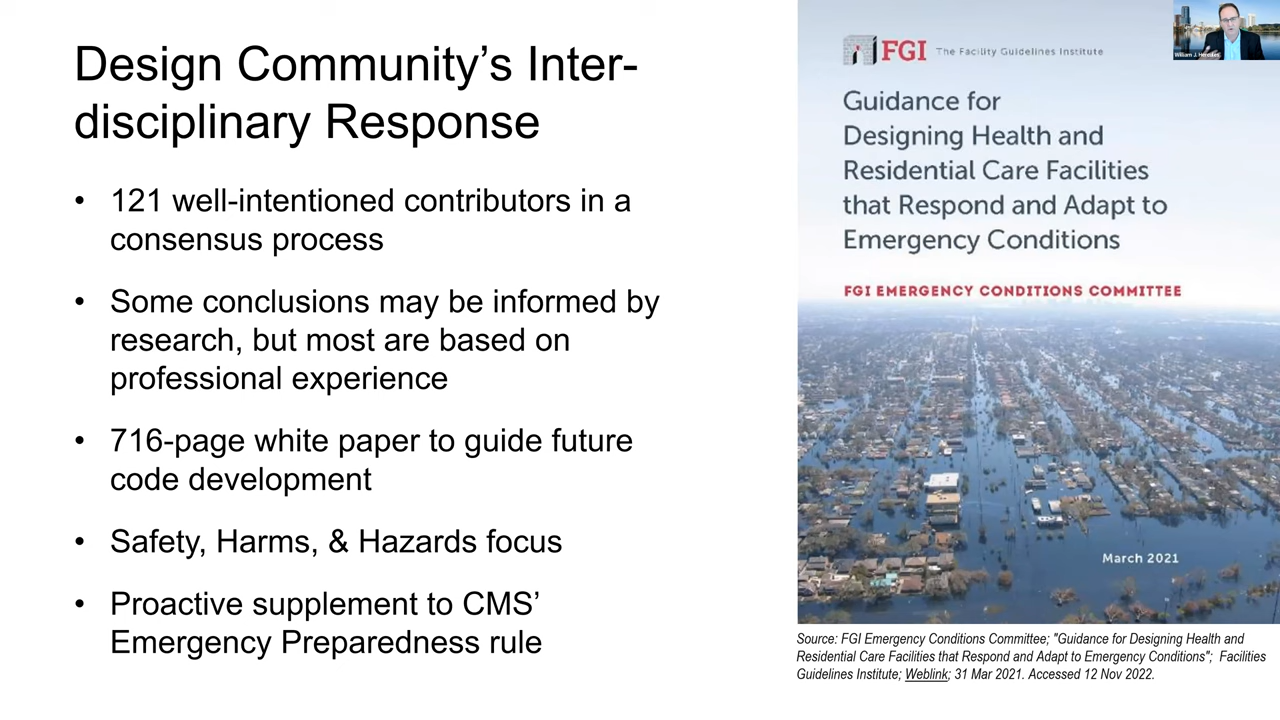 Design Community’s Inter-
disciplinary Response
• 121 well-intentioned contributors in a
consensus process
• Some conclusions may be informed by
research, but most are based on
professional experience
• 716-page white paper to guide future
code development
• Safety, Harms, & Hazards focus
• Proactive supplement to CMS’
Emergency Preparedness rule
FGI The Facility Guidelines Institute
Guidance for
Designing Health and
Residential Care Facilities
that Respond and Adapt to
Emergency Conditions
FGI EMERGENCY CONDITIONS COMMITTEE
March 2021
Source: FGI Emergency Conditions Committee; "Guidance for Designing Health and
Residential Care Facilities that Respond and Adapt to Emergency Conditions"; Facilities
Guidelines Institute; Weblink; 31 Mar 2021. Accessed 12 Nov 2022.
William J.